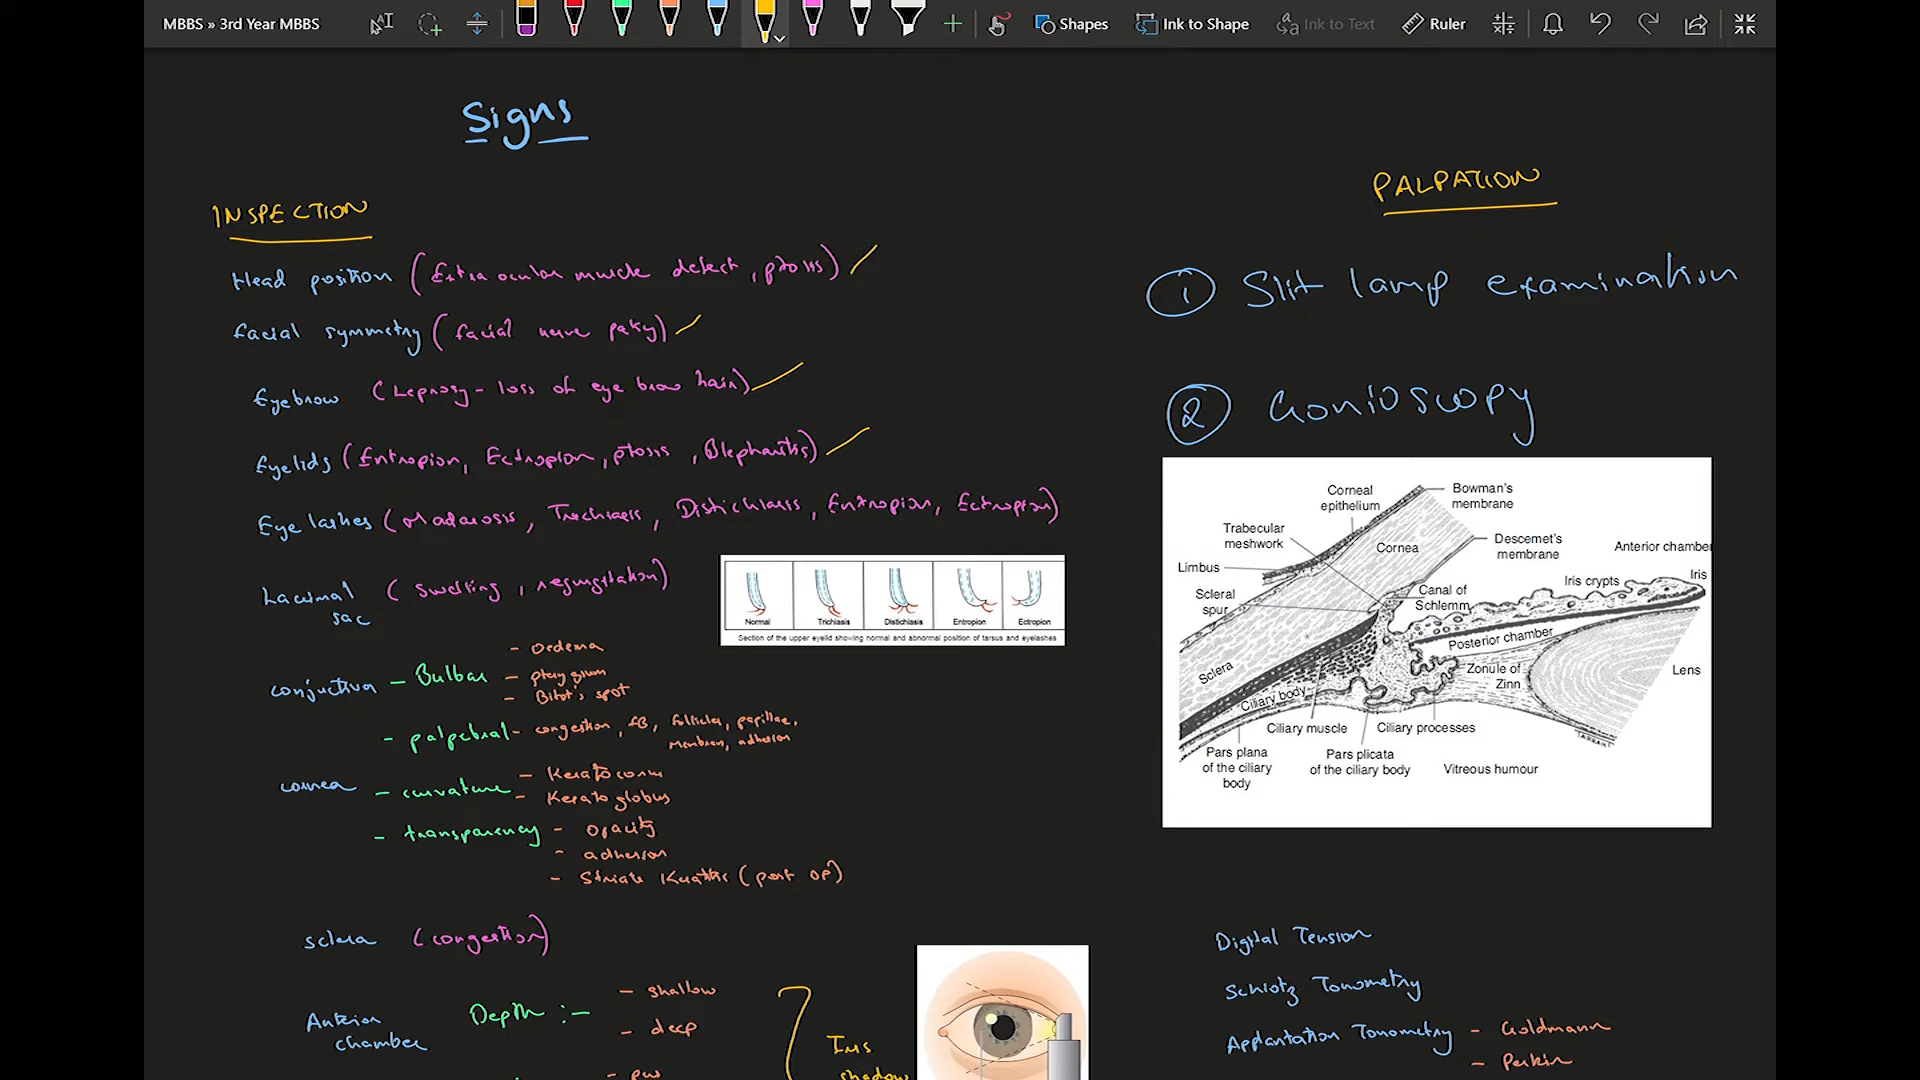 MBBS » 3rd Year MBBS
Shapes
Ink to Shape
Ink to Text
Ruler
Signs
INSPECTION
Head position (Extra ocular muscle defect, ptosis)
facial symmetry (facial nerve palsy)
Eyebrow (Leprosy - loss of eye brow hair)
Eyelids (Entropion, Ectropion, ptosis, Blepharitis)
Eye lashes (Madarosis, Trichiasis, Distichiasis, Entropion, Ectropion)
Lacrimal sac (swelling, regurgitation)
Normal
Trichiasis
Distichiasis
Entropion
Ectropion
Section of the upper eyelid showing normal and abnormal position of tarsus and eyelashes
conjuctiva - Bulbar - Oedema
- pterygium
- Bitot's spot
- palpebral - congestion, FB, follicles, papillae,
membran, adhesion
cornea - curvature - Keratoconus
- Kerato globus
- transparency - opacity
- adhesion
- Striate Keratitis (post OP)
sclera (congestion)
Anterior chamber
Depth :-
- shallow
- deep
- pus
Iris
shadow
PALPATION
1 Slit lamp examination
2 Gonioscopy
Corneal
epithelium
Bowman's
membrane
Trabecular
meshwork
Cornea
Descemet's
membrane
Anterior chamber
Limbus
Scleral
spur
Canal of
Schlemm
Iris crypts
Iris
Posterior chamber
Sclera
Zonule of
Zinn
Lens
Ciliary body
Ciliary muscle
Ciliary processes
Pars plana
of the ciliary
body
Pars plicata
of the ciliary body
Vitreous humour
Digital Tension
Schiotz Tonometry
Applantation Tonometry - Goldmann
- Perkin